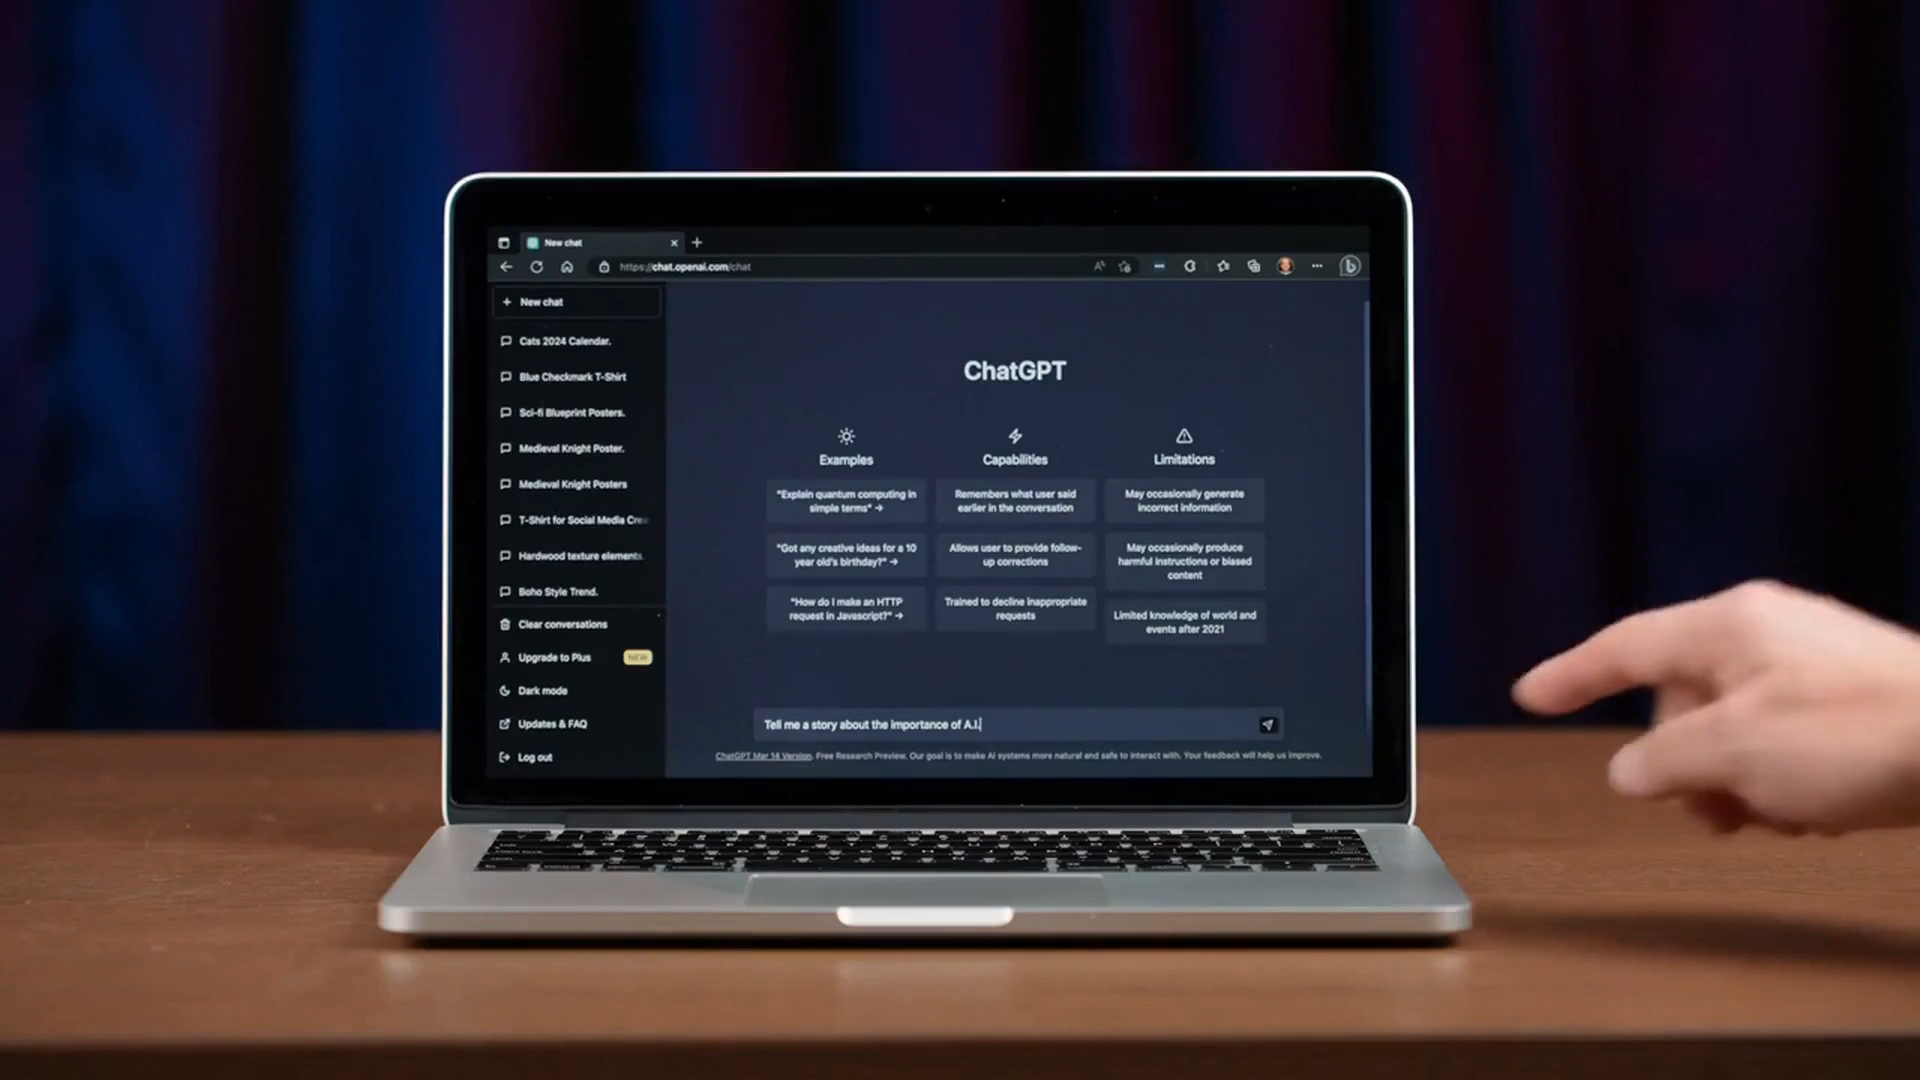 New chat
https://chat.openai.com/chat
New chat
Cats 2024 Calendar.
Blue Checkmark T-Shirt
Sci-fi Blueprint Posters.
Medieval Knight Poster.
Medieval Knight Posters
T-Shirt for Social Media Cre
Hardwood texture elements.
Boho Style Trend.
Clear conversations
Upgrade to Plus
NEW
Dark mode
Updates & FAQ
Log out
ChatGPT
Examples
"Explain quantum computing in
simple terms" →
"Got any creative ideas for a 10
year old's birthday?" →
"How do I make an HTTP
request in Javascript?" →
Capabilities
Remembers what user said
earlier in the conversation
Allows user to provide follow-
up corrections
Trained to decline inappropriate
requests
Limitations
May occasionally generate
incorrect information
May occasionally produce
harmful instructions or biased
content
Limited knowledge of world and
events after 2021
Tell me a story about the importance of A.I.
ChatGPT Mar 14 Version. Free Research Preview. Our goal is to make AI systems more natural and safe to interact with. Your feedback will help us improve.